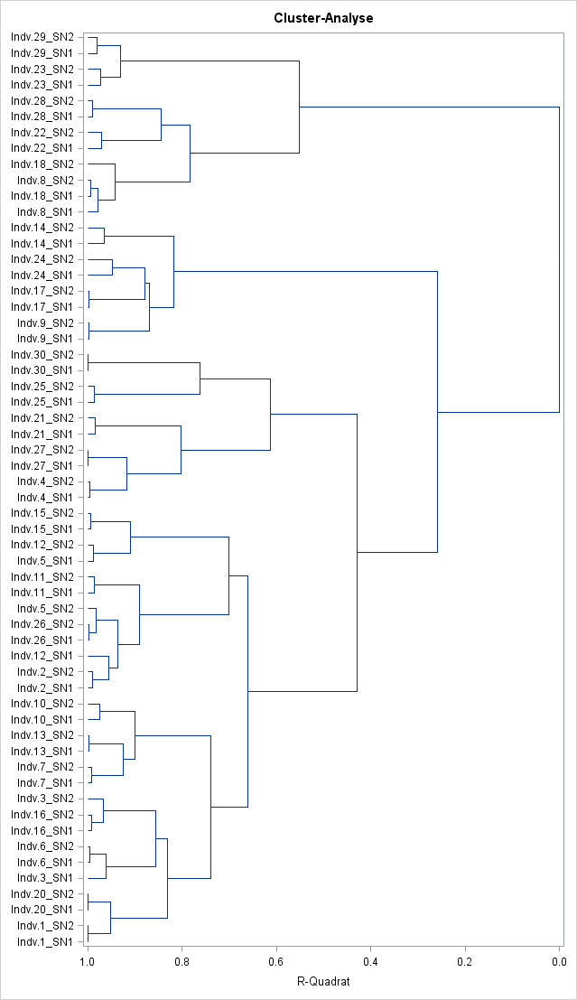 Cluster-Analyse
Indv.29_SN2
Indv.29_SN1
Indv.23_SN2
Indv.23_SN1
Indv.28_SN2
Indv.28_SN1
Indv.22_SN2
Indv.22_SN1
Indv.18_SN2
Indv.8_SN2
Indv.18_SN1
Indv.8_SN1
Indv.14_SN2
Indv.14_SN1
Indv.24_SN2
Indv.24_SN1
Indv.17_SN2
Indv.17_SN1
Indv.9_SN2
Indv.9_SN1
Indv.30_SN2
Indv.30_SN1
Indv.25_SN2
Indv.25_SN1
Indv.21_SN2
Indv.21_SN1
Indv.27_SN2
Indv.27_SN1
Indv.4_SN2
Indv.4_SN1
Indv.15_SN2
Indv.15_SN1
Indv.12_SN2
Indv.5_SN1
Indv.11_SN2
Indv.11_SN1
Indv.5_SN2
Indv.26_SN2
Indv.26_SN1
Indv.12_SN1
Indv.2_SN2
Indv.2_SN1
Indv.10_SN2
Indv.10_SN1
Indv.13_SN2
Indv.13_SN1
Indv.7_SN2
Indv.7_SN1
Indv.3_SN2
Indv.16_SN2
Indv.16_SN1
Indv.6_SN2
Indv.6_SN1
Indv.3_SN1
Indv.20_SN2
Indv.20_SN1
Indv.1_SN2
Indv.1_SN1
1.0 0.8 0.6 0.4 0.2 0.0
R-Quadrat